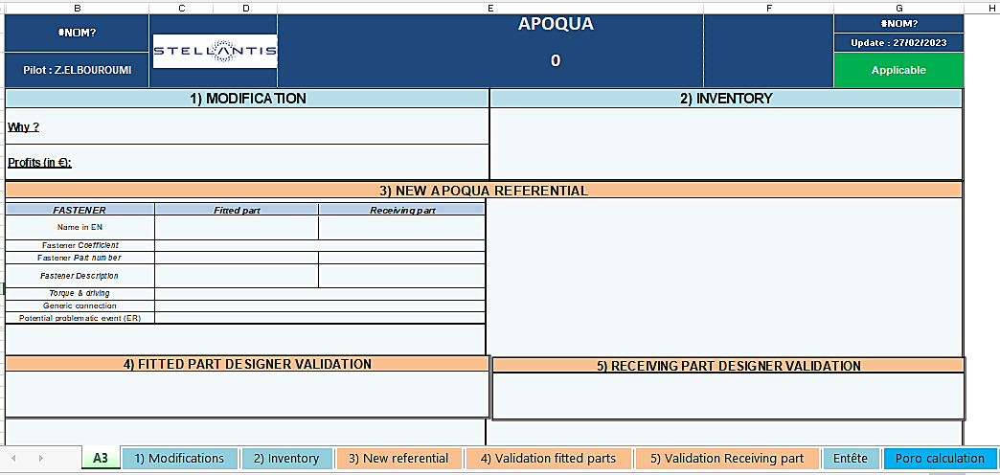 B C D E F G H
#NOM?
Pilot : Z.ELBOUROUMI
STELLANTIS
APOQUA
0
#NOM?
Update : 27/02/2023
Applicable
1) MODIFICATION
2) INVENTORY
Why ?
Profits (in €):
3) NEW APOQUA REFERENTIAL
FASTENER Fitted part Receiving part
Name in EN
Fastener Coefficient
Fastener Part number
Fastener Description
Torque & driving
Generic connection
Potential problematic event (ER)
4) FITTED PART DESIGNER VALIDATION
5) RECEIVING PART DESIGNER VALIDATION
A3 1) Modifications 2) Inventory 3) New referential 4) Validation fitted parts 5) Validation Receiving part Entête Poro calculation